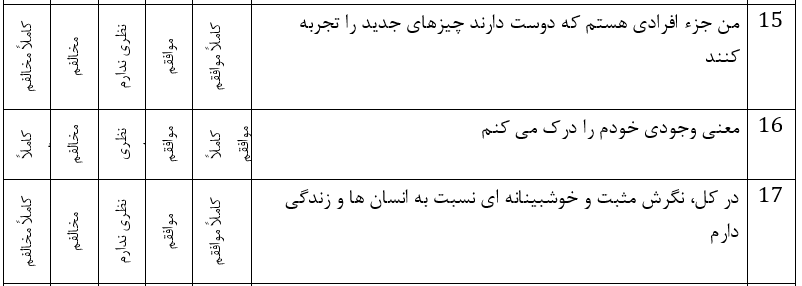 15
من جزء افرادی هستم که دوست دارند چیزهای جدید را تجربه
کنند
کاملاً موافقم
موافقم
نظری ندارم
مخالفم
کاملاً مخالفم
16
معنی وجودی خودم را درک می کنم
کاملاً
موافقم
موافقم
نظری
مخالفم
کاملاً
17
در کل، نگرش مثبت و خوشبینانه ای نسبت به انسان ها و زندگی
دارم
کاملاً موافقم
موافقم
نظری ندارم
مخالفم
کاملاً مخالفم